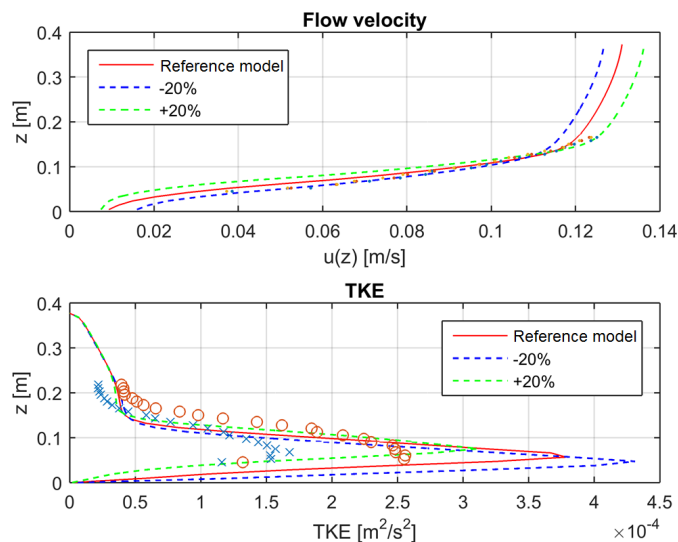 Flow velocity
0.4
0.3
0.2
0.1
0
z [m]
Reference model
-20%
+20%
0 0.02 0.04 0.06 0.08 0.1 0.12 0.14
u(z) [m/s]
TKE
0.4
0.3
0.2
0.1
0
z [m]
Reference model
-20%
+20%
0 0.5 1 1.5 2 2.5 3 3.5 4 4.5
TKE [m²/s²]
×10⁻⁴